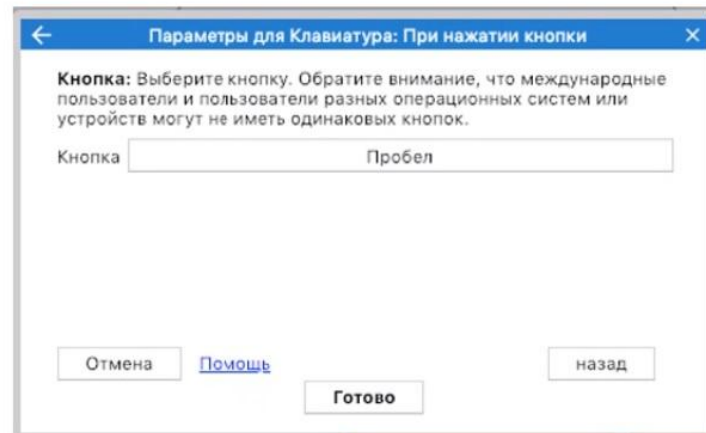 Параметры для Клавиатура: При нажатии кнопки
Кнопка: Выберите кнопку. Обратите внимание, что международные
пользователи и пользователи разных операционных систем или
устройств могут не иметь одинаковых кнопок.
Кнопка Пробел
Отмена Помощь назад
Готово